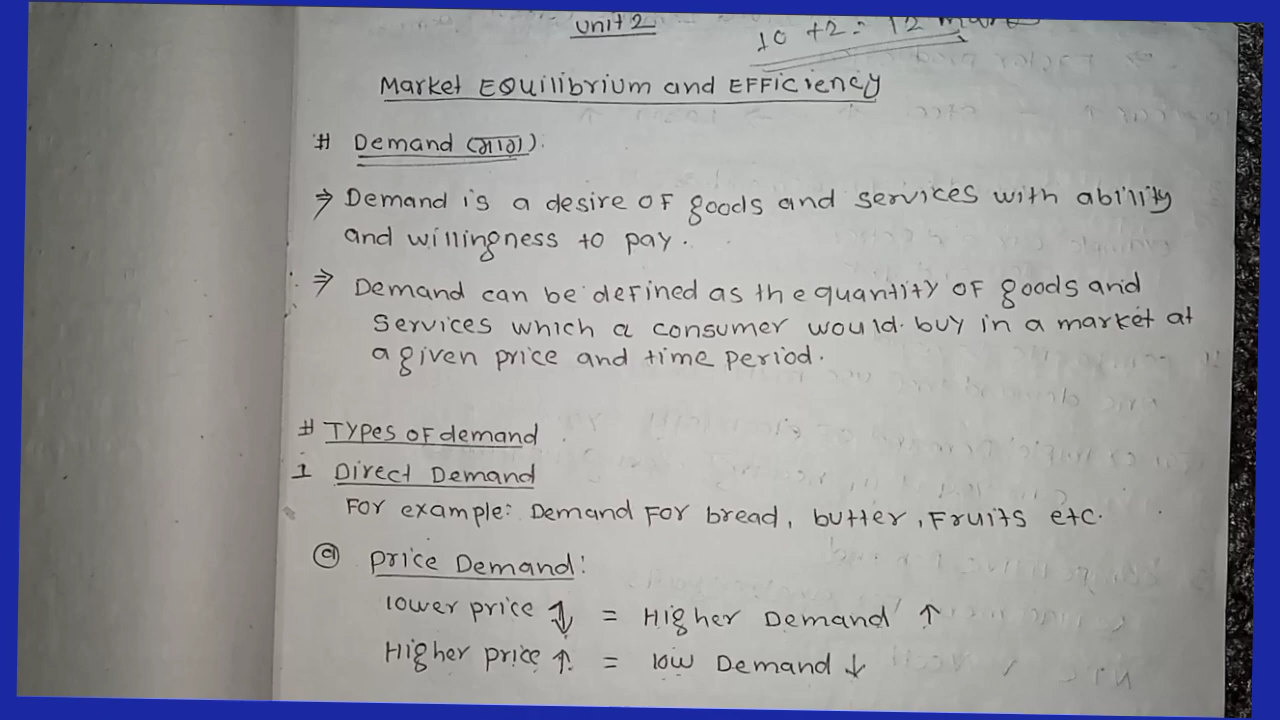 Unit 2
10 + 2 = 12 mark
Market Equilibrium and Efficiency
# Demand (माग):
⇒ Demand is a desire of goods and services with ability
and willingness to pay.
⇒ Demand can be defined as the quantity of goods and
services which a consumer would buy in a market at
a given price and time period.
# Types of demand
1 Direct Demand
For example: Demand for bread, butter, Fruits etc.
ⓐ Price Demand:
lower price ↓ = Higher Demand ↑
Higher price ↑ = low Demand ↓